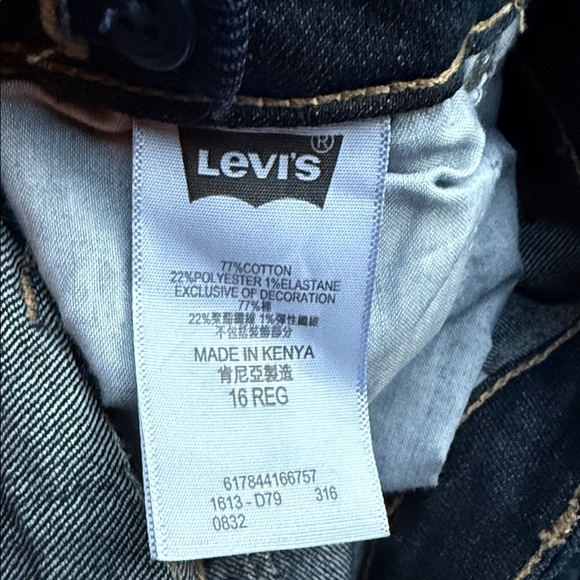 Levi's®
77%COTTON
22%POLYESTER 1%ELASTANE
EXCLUSIVE OF DECORATION
77%棉
22%聚酯纖維 1%彈性纖維
不包括裝飾部分
MADE IN KENYA
肯尼亞製造
16 REG
617844166757
1613 - D79 316
0832